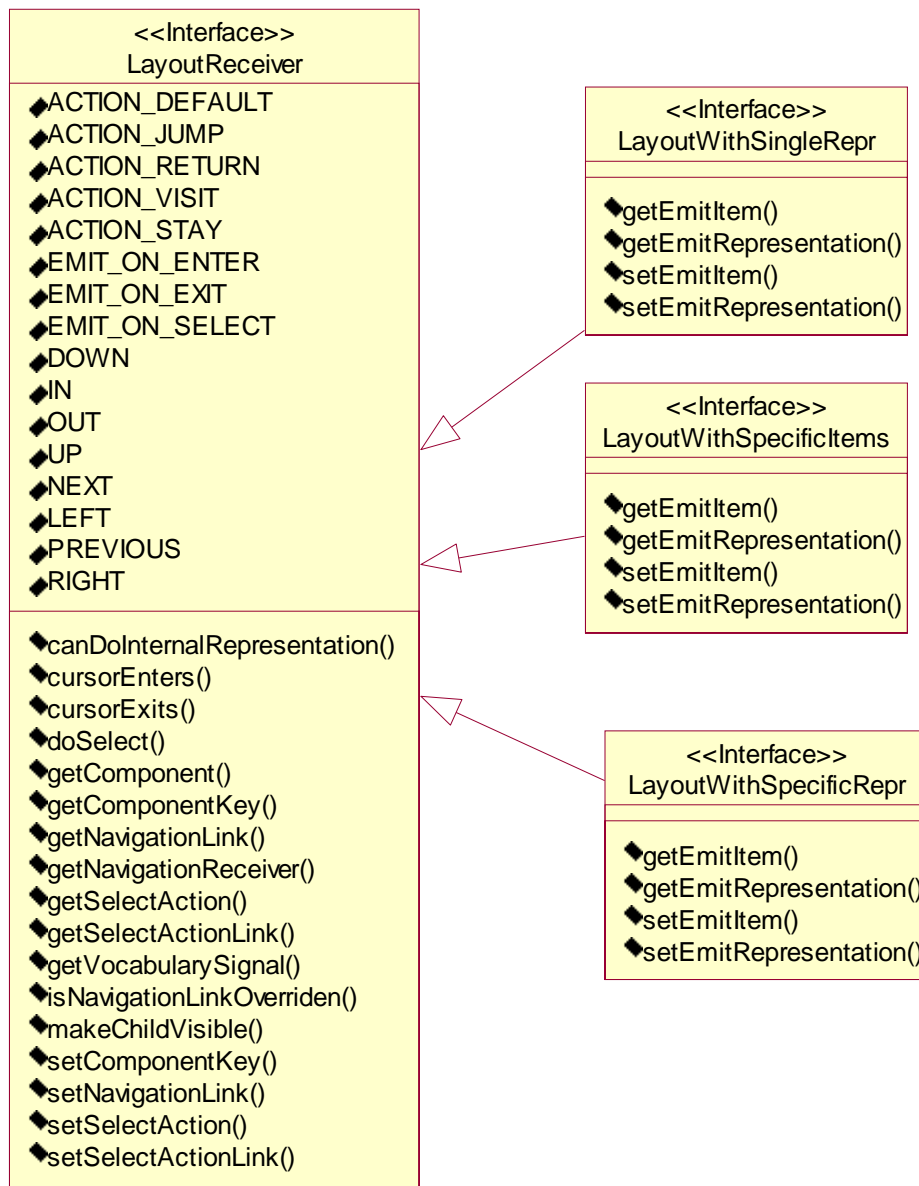 <<Interface>>
LayoutReceiver
ACTION_DEFAULT
ACTION_JUMP
ACTION_RETURN
ACTION_VISIT
ACTION_STAY
EMIT_ON_ENTER
EMIT_ON_EXIT
EMIT_ON_SELECT
DOWN
IN
OUT
UP
NEXT
LEFT
PREVIOUS
RIGHT
canDoInternalRepresentation()
cursorEnters()
cursorExits()
doSelect()
getComponent()
getComponentKey()
getNavigationLink()
getNavigationReceiver()
getSelectAction()
getSelectActionLink()
getVocabularySignal()
isNavigationLinkOverriden()
makeChildVisible()
setComponentKey()
setNavigationLink()
setSelectAction()
setSelectActionLink()
<<Interface>>
LayoutWithSingleRepr
getEmitItem()
getEmitRepresentation()
setEmitItem()
setEmitRepresentation()
<<Interface>>
LayoutWithSpecificItems
getEmitItem()
getEmitRepresentation()
setEmitItem()
setEmitRepresentation()
<<Interface>>
LayoutWithSpecificRepr
getEmitItem()
getEmitRepresentation()
setEmitItem()
setEmitRepresentation()